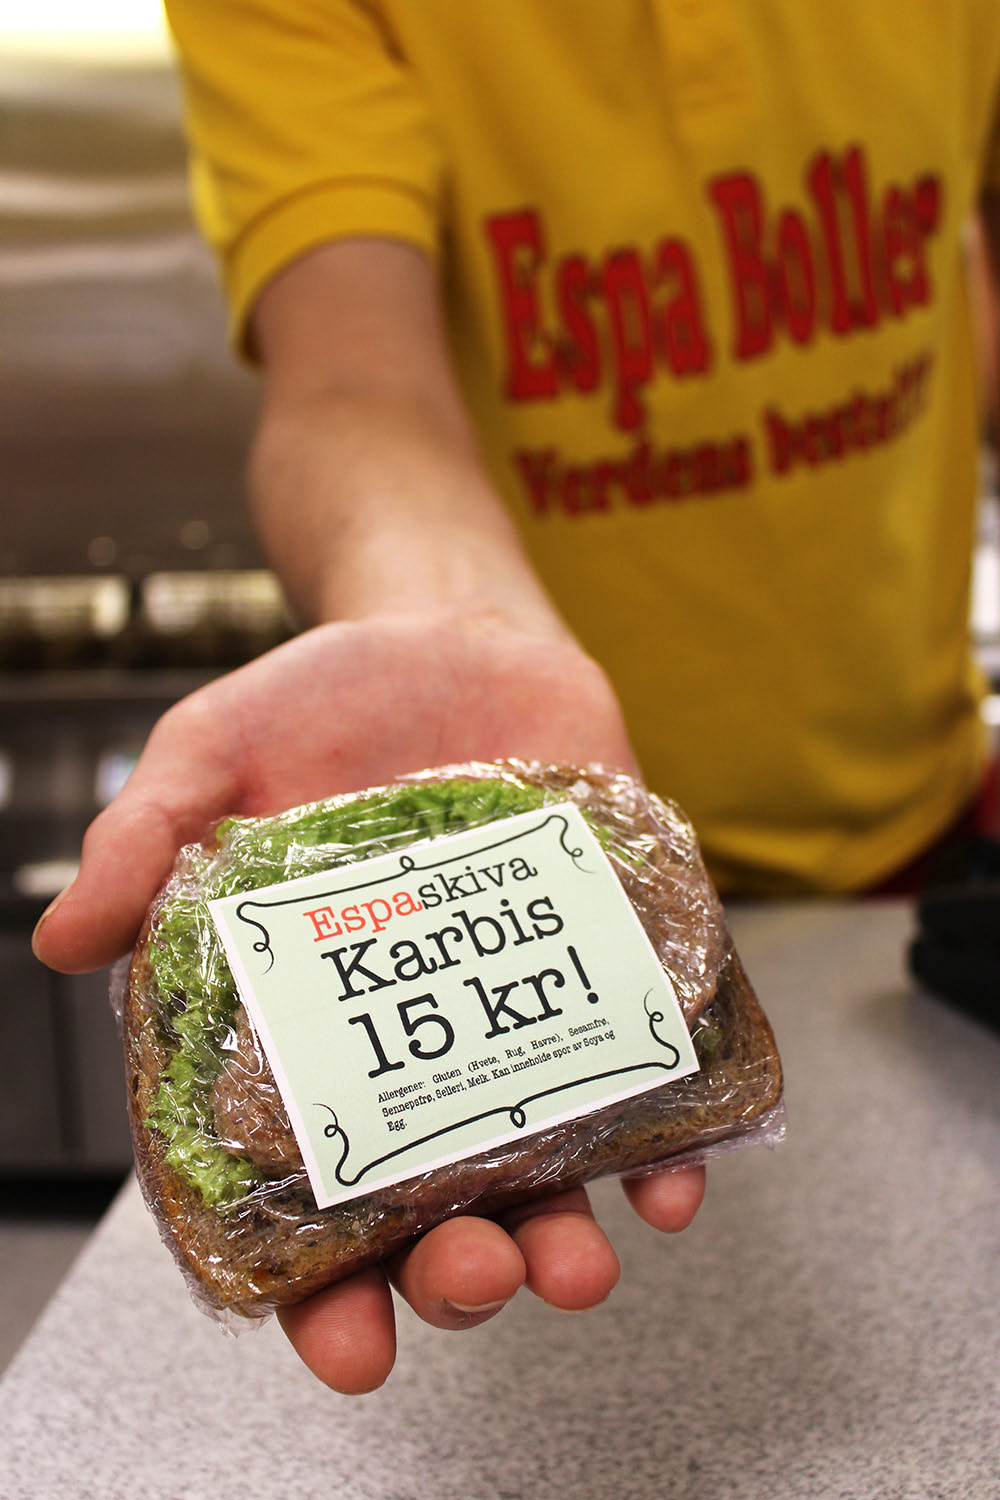 Espa Boller
Verdens beste!!!
Espaskiva
Karbis
15 kr!
Allergener: Gluten (Hvete, Rug, Havre), Sesamfrø,
Sennepsfrø, Selleri, Melk. Kan inneholde spor av Soya og
Egg.